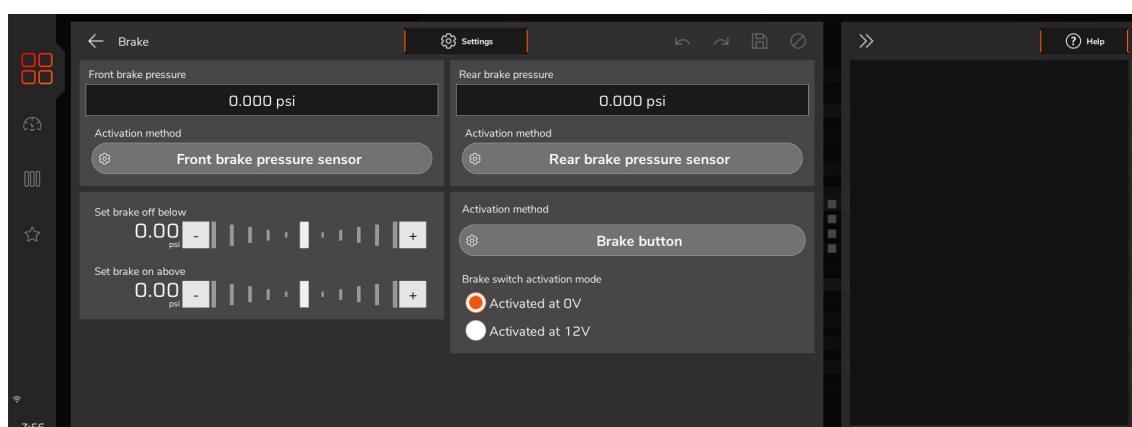 Brake
Settings
Help
Front brake pressure
0.000 psi
Activation method
Front brake pressure sensor
Rear brake pressure
0.000 psi
Activation method
Rear brake pressure sensor
Set brake off below
0.00
psi
-
+
Set brake on above
0.00
psi
-
+
Activation method
Brake button
Brake switch activation mode
Activated at 0V
Activated at 12V